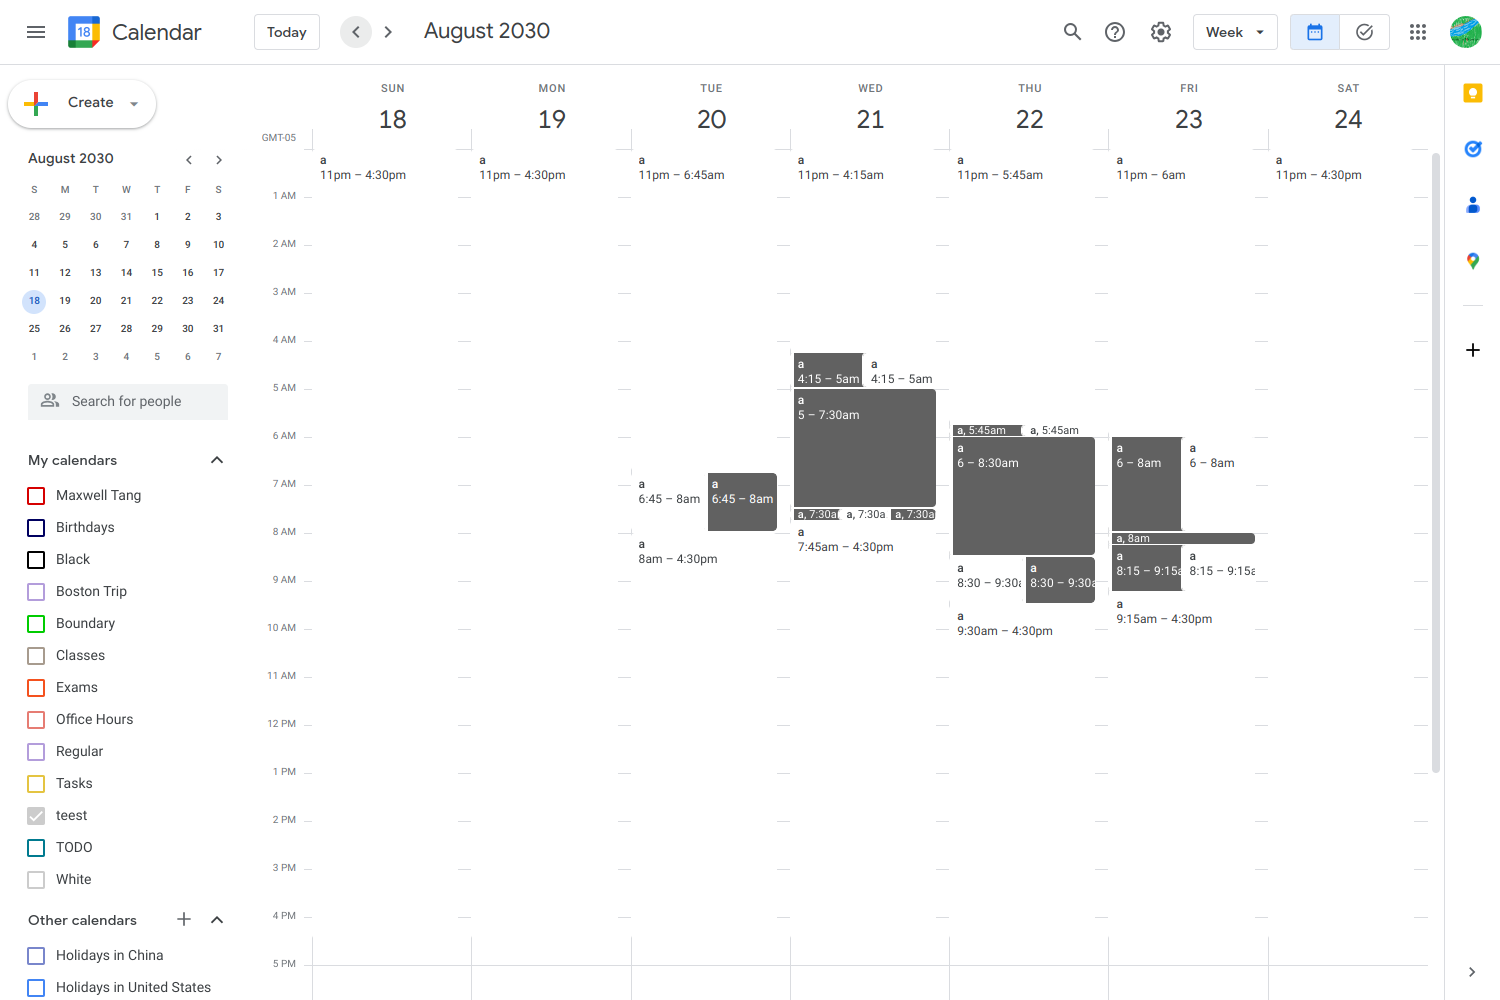 18 Calendar Today August 2030 Week
Create
August 2030
S M T W T F S
28 29 30 31 1 2 3
4 5 6 7 8 9 10
11 12 13 14 15 16 17
18 19 20 21 22 23 24
25 26 27 28 29 30 31
1 2 3 4 5 6 7
Search for people
My calendars
Maxwell Tang
Birthdays
Black
Boston Trip
Boundary
Classes
Exams
Office Hours
Regular
Tasks
teest
TODO
White
Other calendars
Holidays in China
Holidays in United States
SUN MON TUE WED THU FRI SAT
18 19 20 21 22 23 24
GMT-05
a a a a a a a
11pm – 4:30pm 11pm – 4:30pm 11pm – 6:45am 11pm – 4:15am 11pm – 5:45am 11pm – 6am 11pm – 4:30pm
1 AM
2 AM
3 AM
4 AM
a a
4:15 – 5am 4:15 – 5am
5 AM
a
5 – 7:30am
a, 5:45am a, 5:45am
6 AM
a a a
6 – 8:30am 6 – 8am 6 – 8am
7 AM
a a
6:45 – 8am 6:45 – 8am
a, 7:30a a, 7:30a a, 7:30a
8 AM
a a, 8am
a 7:45am – 4:30pm
8am – 4:30pm
a a a a
8:30 – 9:30a 8:30 – 9:30a 8:15 – 9:15a 8:15 – 9:15a
9 AM
a a
9:30am – 4:30pm 9:15am – 4:30pm
10 AM
11 AM
12 PM
1 PM
2 PM
3 PM
4 PM
5 PM